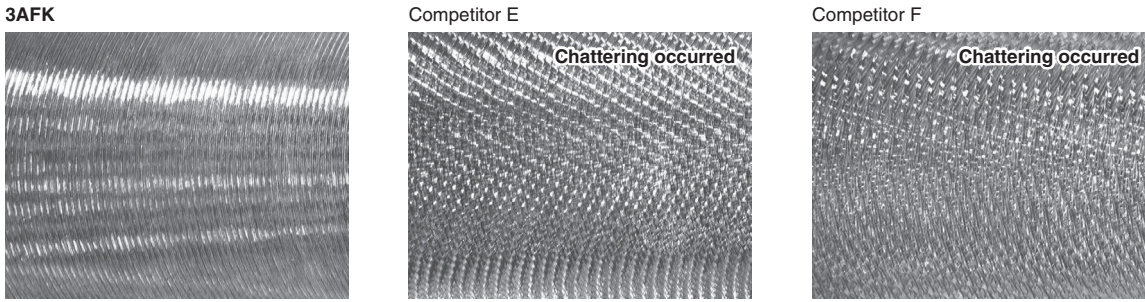 3AFK
Competitor E
Competitor F
Chattering occurred
Chattering occurred